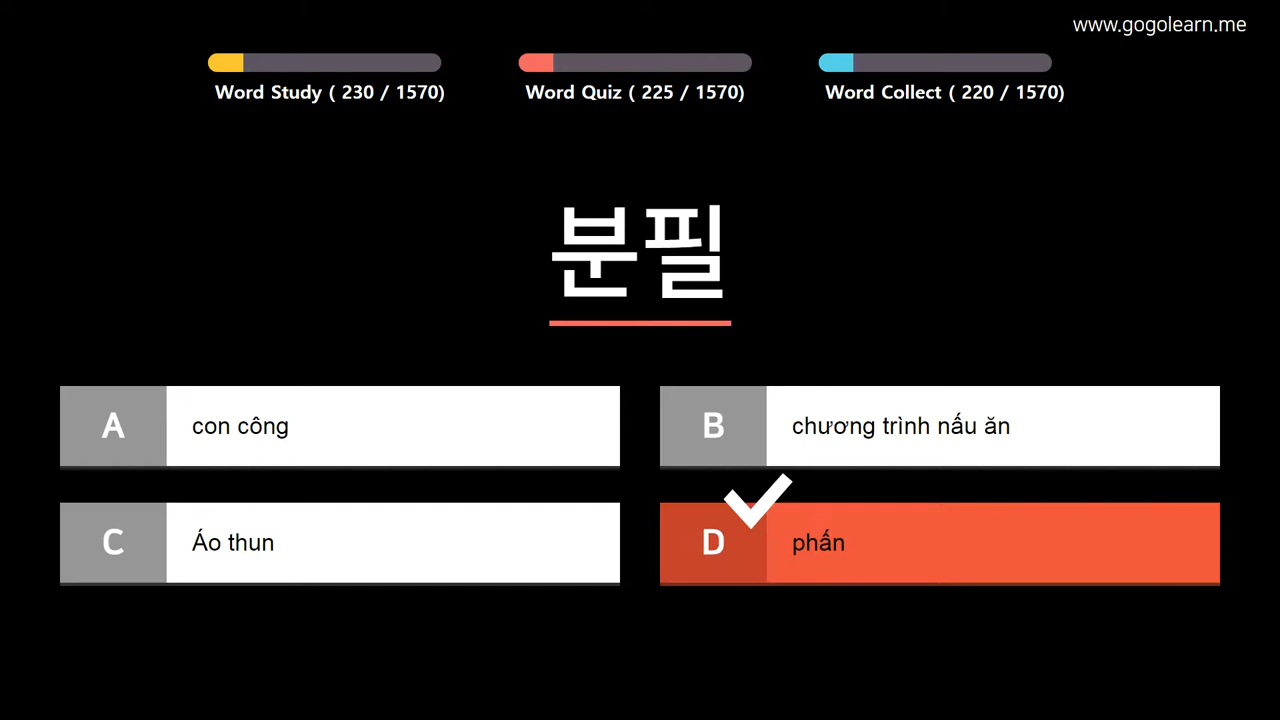 www.gogolearn.me
Word Study ( 230 / 1570)
Word Quiz ( 225 / 1570)
Word Collect ( 220 / 1570)
분필
A
con công
B
chương trình nấu ăn
C
Áo thun
D
phấn